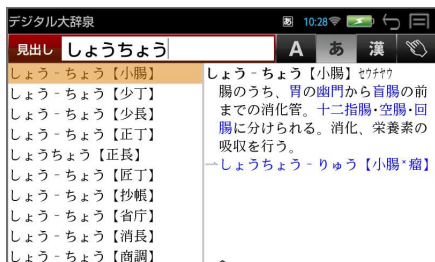 デジタル大辞泉
10:28
見出し しょうちょう A あ 漢
しょう‐ちょう【小腸】
しょう‐ちょう【少丁】
しょう‐ちょう【少長】
しょう‐ちょう【正丁】
しょうちょう【正長】
しょう‐ちょう【匠丁】
しょう‐ちょう【抄帳】
しょう‐ちょう【省庁】
しょう‐ちょう【消長】
しょう‐ちょう【商調】
しょう‐ちょう【小腸】セウチヤウ
腸のうち、胃の幽門から盲腸の前
までの消化管。十二指腸・空腸・回
腸に分けられる。消化、栄養素の
吸収を行う。
しょうちょう‐りゅう【小腸×瘤】